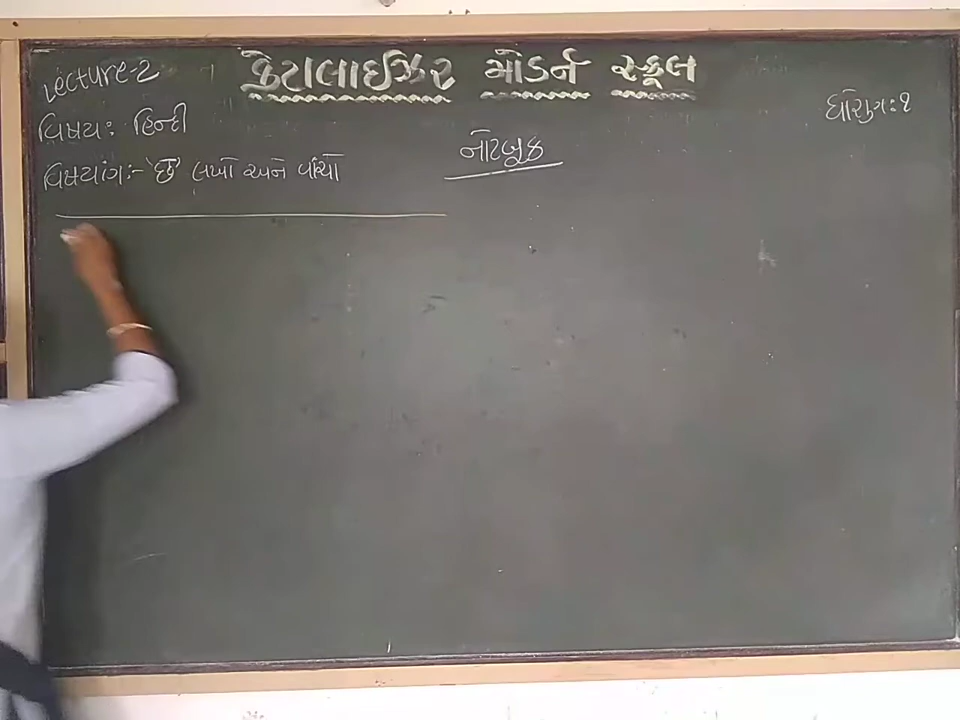 Lecture-2
કેટાલાઇઝર મોડર્ન સ્કૂલ
ધોરણ: ૧
વિષય: હિન્દી
નોટબૂક
વિષયાંગ:- 'છ' લખો અને વાંચો